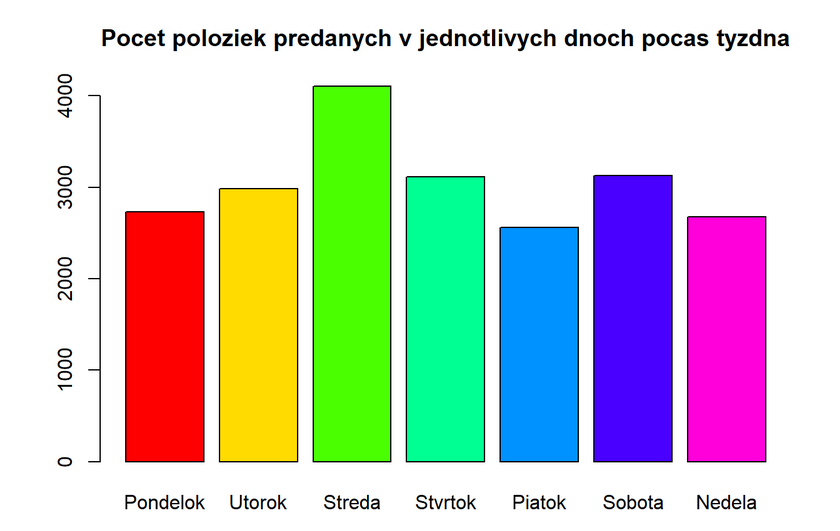 Pocet poloziek predanych v jednotlivych dnoch pocas tyzdna
4000
3000
2000
1000
0
Pondelok Utorok Streda Stvrtok Piatok Sobota Nedela